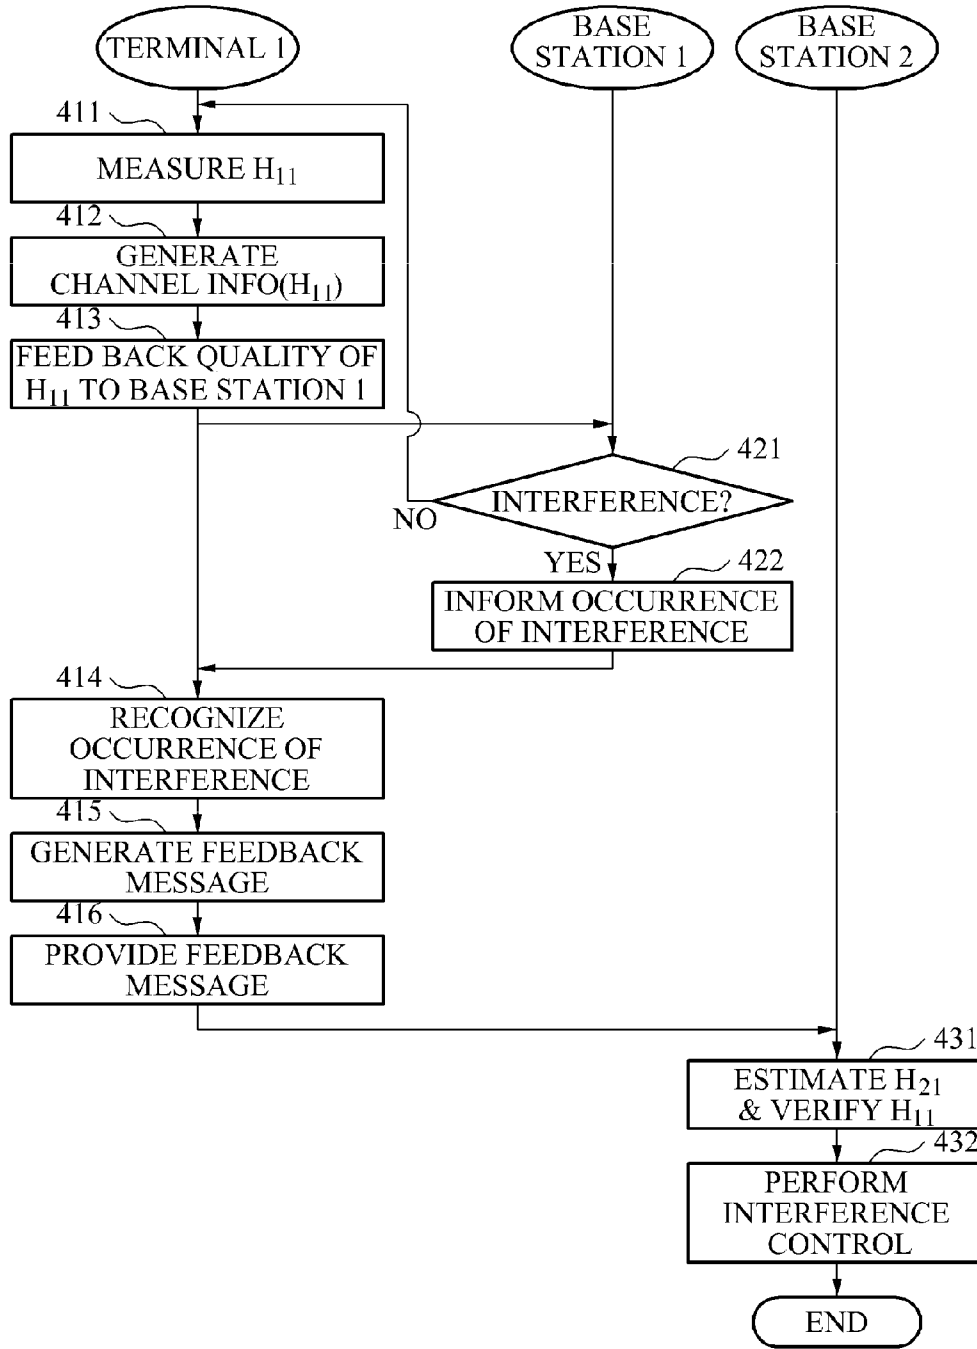 TERMINAL 1
BASE
STATION 1
BASE
STATION 2
411
MEASURE H11
412
GENERATE
CHANNEL INFO(H11)
413
FEED BACK QUALITY OF
H11 TO BASE STATION 1
421
INTERFERENCE?
NO
YES
422
INFORM OCCURRENCE
OF INTERFERENCE
414
RECOGNIZE
OCCURRENCE OF
INTERFERENCE
415
GENERATE FEEDBACK
MESSAGE
416
PROVIDE FEEDBACK
MESSAGE
431
ESTIMATE H21
& VERIFY H11
432
PERFORM
INTERFERENCE
CONTROL
END